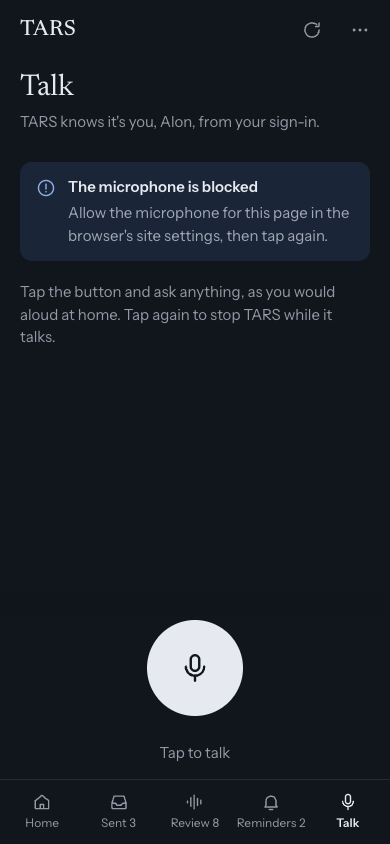 TARS
Talk
TARS knows it's you, Alon, from your sign-in.
The microphone is blocked
Allow the microphone for this page in the
browser's site settings, then tap again.
Tap the button and ask anything, as you would
aloud at home. Tap again to stop TARS while it
talks.
Tap to talk
Home
Sent 3
Review 8
Reminders 2
Talk